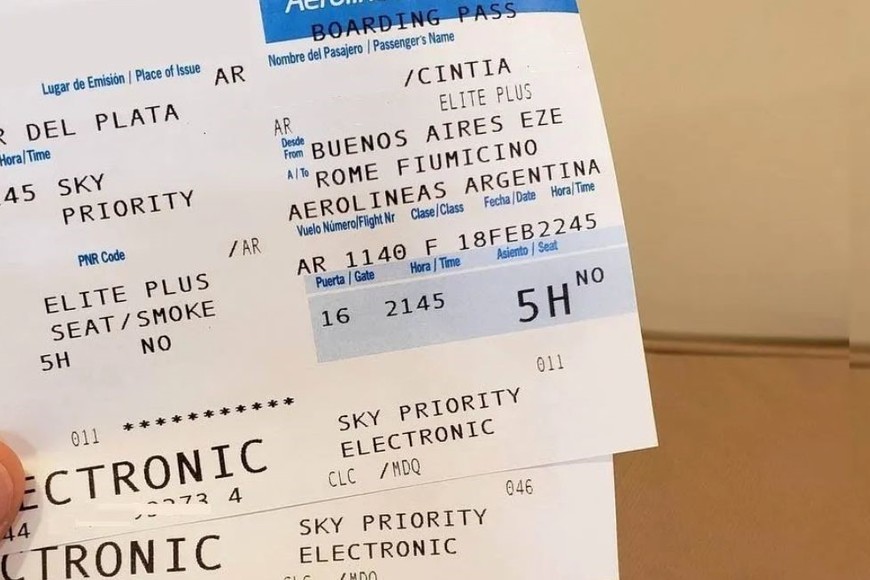 BOARDING PASS
Nombre del Pasajero / Passenger's Name
/CINTIA
ELITE PLUS
AR
Desde
From
BUENOS AIRES EZE
A / To
ROME FIUMICINO
AEROLINEAS ARGENTINA
Vuelo Número/Flight Nr Clase/Class Fecha/Date Hora/Time
AR 1140 F 18FEB2245
Puerta / Gate Hora / Time Asiento / Seat
16 2145 5H NO
011
SKY PRIORITY
ELECTRONIC
CLC /MDQ
Lugar de Emisión / Place of Issue AR
DEL PLATA
Hora/Time
45 SKY
PRIORITY
PNR Code
/AR
ELITE PLUS
SEAT/SMOKE
5H NO
011 ***********
ECTRONIC
4
046
SKY PRIORITY
ELECTRONIC
44
CTRONIC
/MDQ